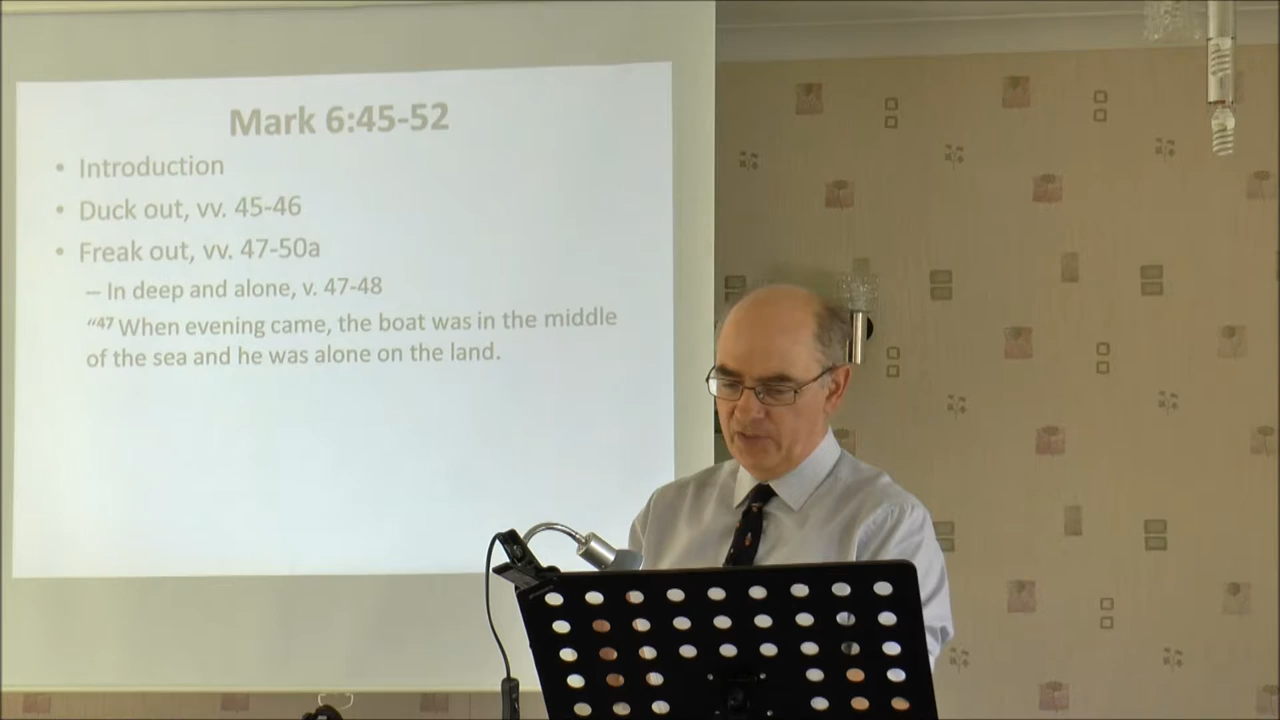 Mark 6:45-52
• Introduction
• Duck out, vv. 45-46
• Freak out, vv. 47-50a
– In deep and alone, v. 47-48
“47 When evening came, the boat was in the middle
of the sea and he was alone on the land.